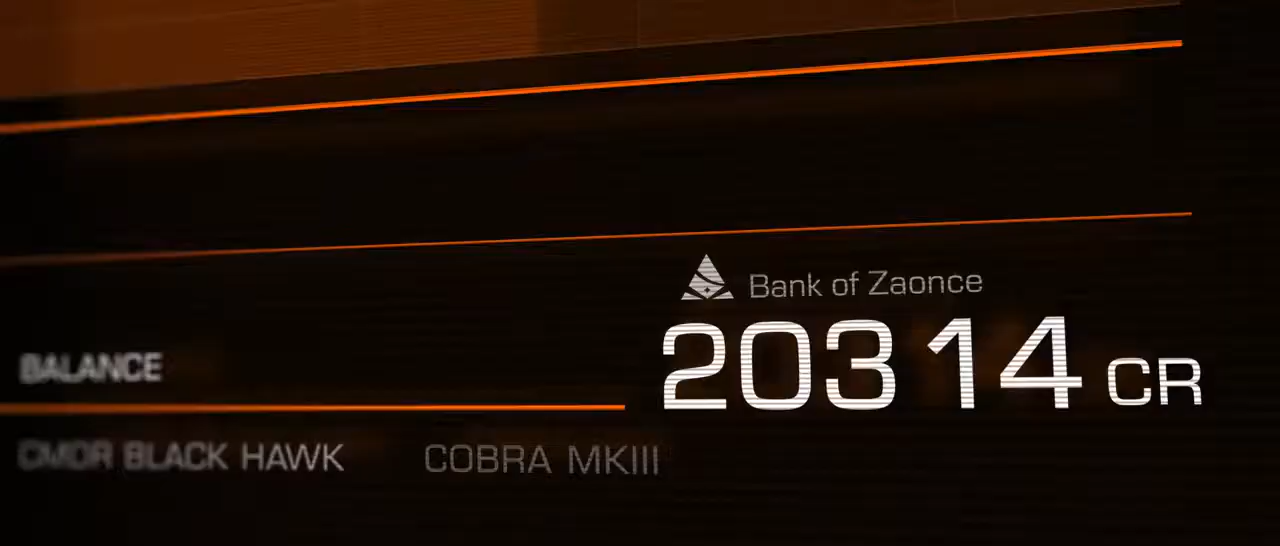 Bank of Zaonce
BALANCE
20314 CR
CMDR BLACK HAWK
COBRA MKIII